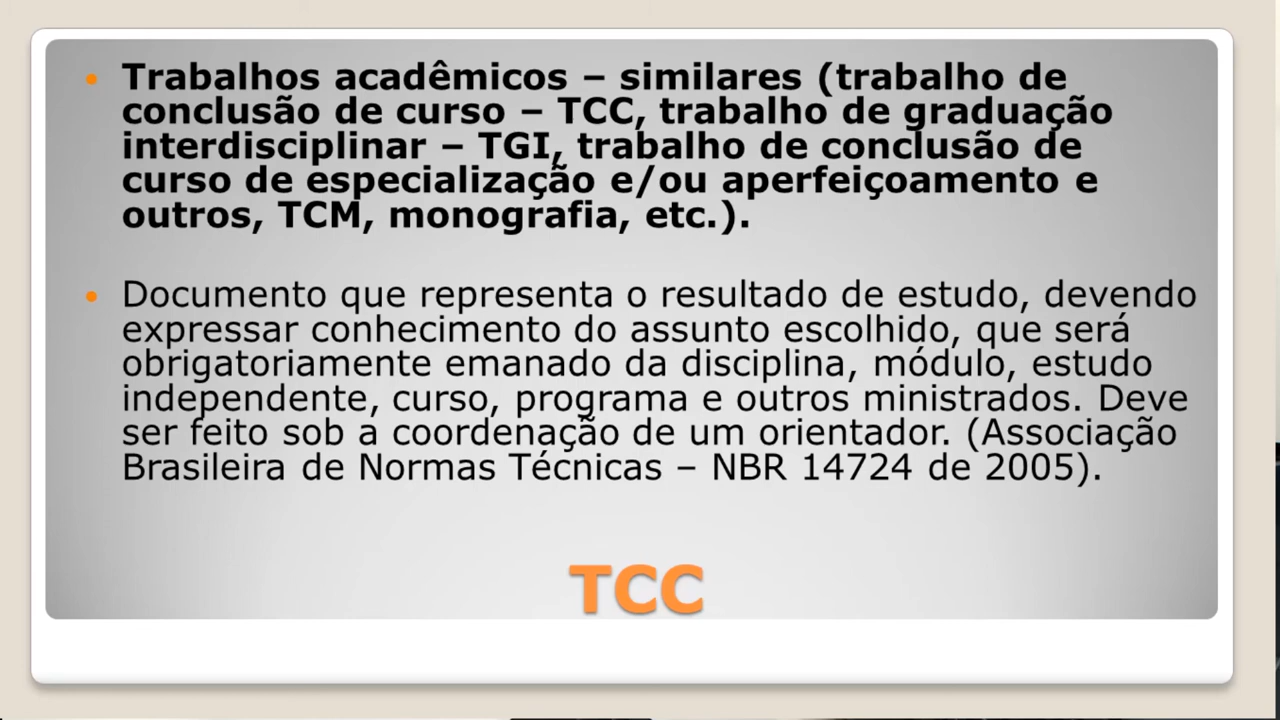 Trabalhos acadêmicos – similares (trabalho de
conclusão de curso – TCC, trabalho de graduação
interdisciplinar – TGI, trabalho de conclusão de
curso de especialização e/ou aperfeiçoamento e
outros, TCM, monografia, etc.).
Documento que representa o resultado de estudo, devendo
expressar conhecimento do assunto escolhido, que será
obrigatoriamente emanado da disciplina, módulo, estudo
independente, curso, programa e outros ministrados. Deve
ser feito sob a coordenação de um orientador. (Associação
Brasileira de Normas Técnicas – NBR 14724 de 2005).
TCC